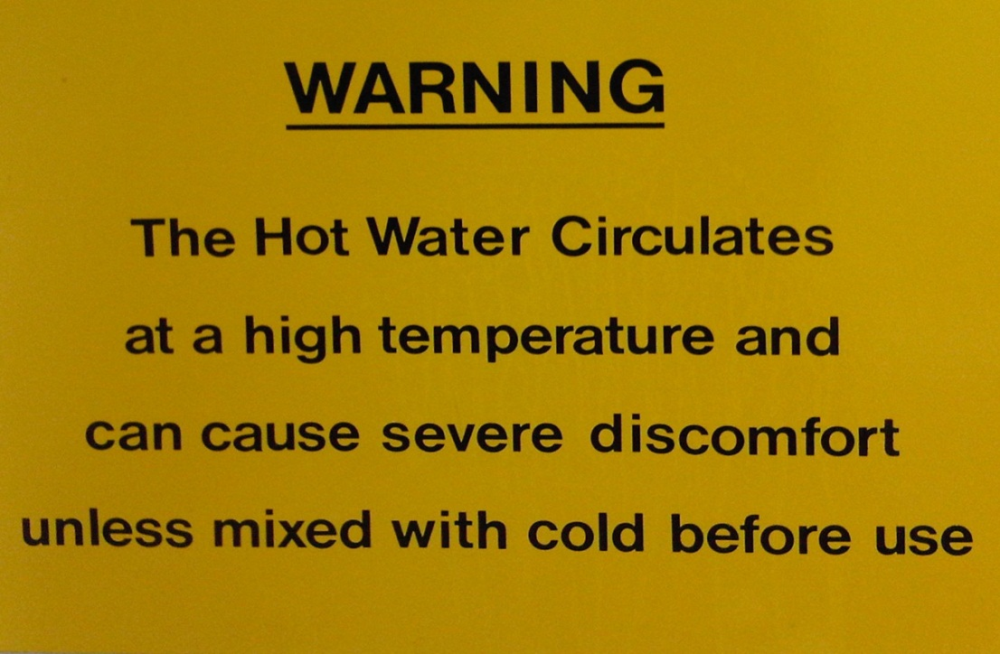 WARNING
The Hot Water Circulates
at a high temperature and
can cause severe discomfort
unless mixed with cold before use